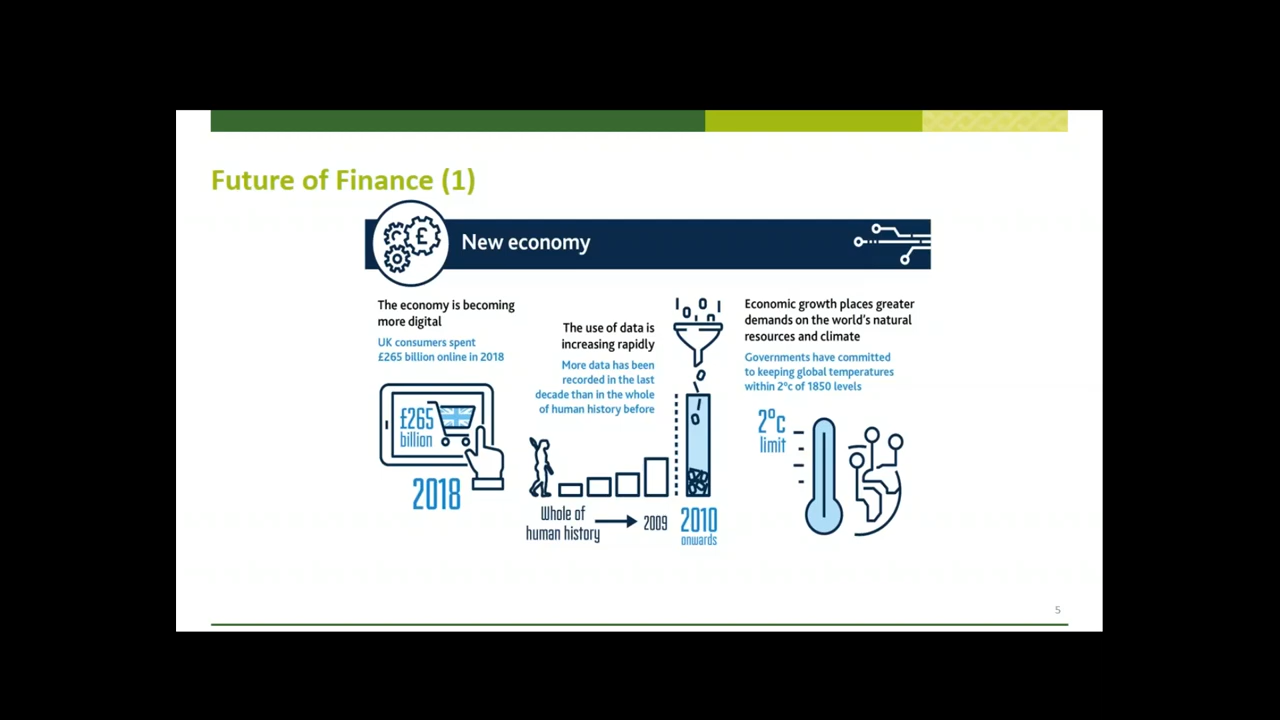 Future of Finance (1)
£
New economy
The economy is becoming
more digital
UK consumers spent
£265 billion online in 2018
£265
billion
2018
The use of data is
increasing rapidly
More data has been
recorded in the last
decade than in the whole
of human history before
Whole of
human history
2009
2010
onwards
Economic growth places greater
demands on the world's natural
resources and climate
Governments have committed
to keeping global temperatures
within 2°c of 1850 levels
2°c
limit
5